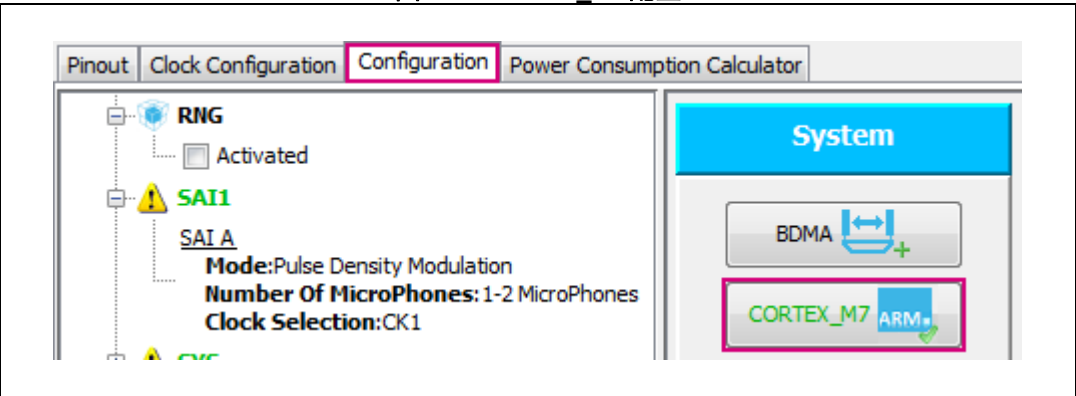 Pinout Clock Configuration Configuration Power Consumption Calculator
RNG
Activated
SAI1
SAI A
Mode:Pulse Density Modulation
Number Of MicroPhones:1-2 MicroPhones
Clock Selection:CK1
System
BDMA
CORTEX_M7 ARM